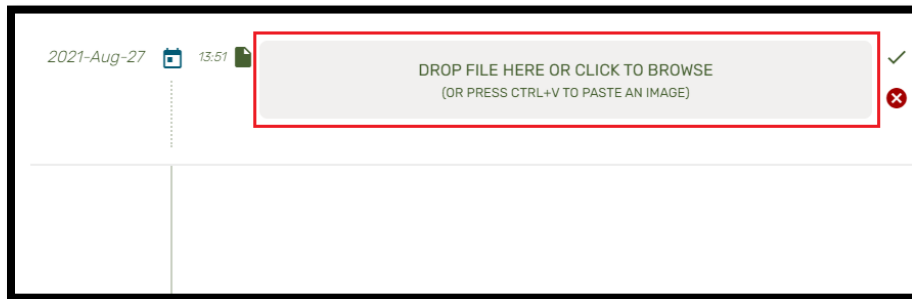 2021-Aug-27 13:51 DROP FILE HERE OR CLICK TO BROWSE
(OR PRESS CTRL+V TO PASTE AN IMAGE)